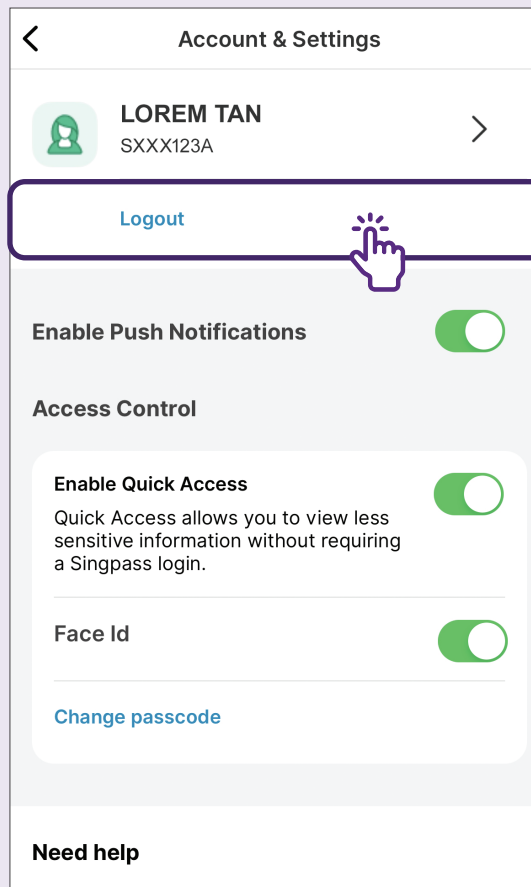 Account & Settings
LOREM TAN
SXXX123A
Logout
Enable Push Notifications
Access Control
Enable Quick Access
Quick Access allows you to view less
sensitive information without requiring
a Singpass login.
Face Id
Change passcode
Need help